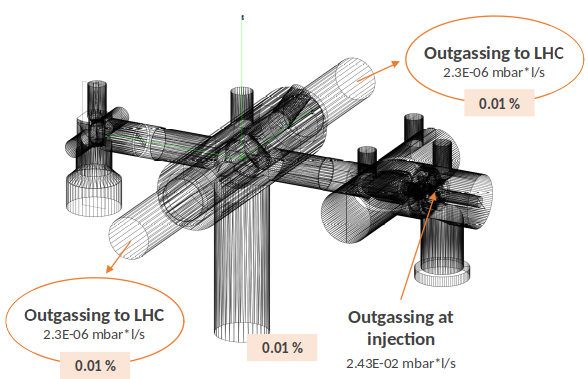 Outgassing to LHC
2.3E-06 mbar*l/s
0.01 %
Outgassing to LHC
2.3E-06 mbar*l/s
0.01 %
0.01 %
Outgassing at
injection
2.43E-02 mbar*l/s